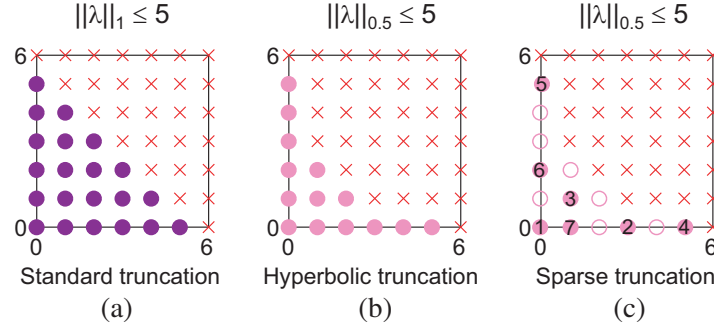 ||λ||₁ ≤ 5
6
0
0
6
Standard truncation
(a)
||λ||₀.₅ ≤ 5
6
0
0
6
Hyperbolic truncation
(b)
||λ||₀.₅ ≤ 5
6
5
6
3
0 1 7 2 4
0
6
Sparse truncation
(c)